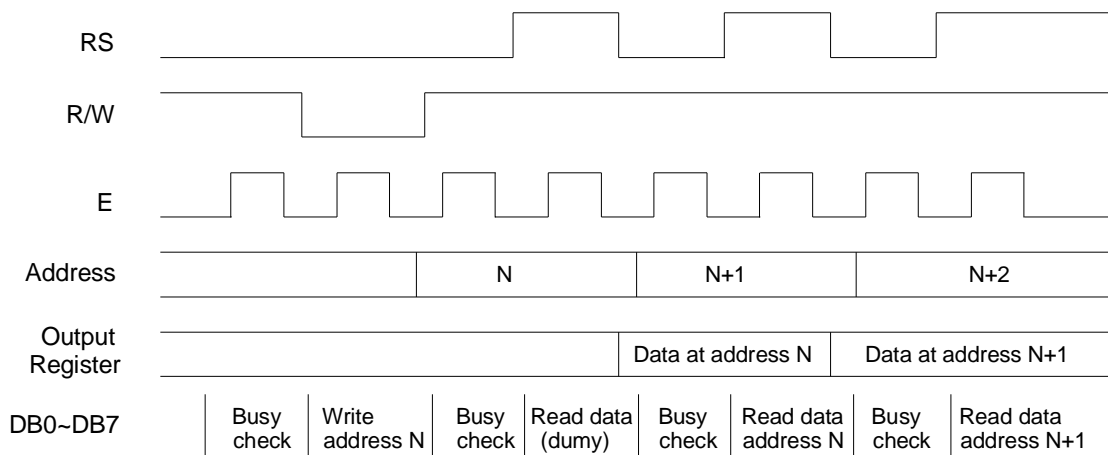 RS
R/W
E
Address N N+1 N+2
Output
Register Data at address N Data at address N+1
DB0~DB7 Busy Write Busy Read data Busy Read data Busy Read data
check address N check (dumy) check address N check address N+1